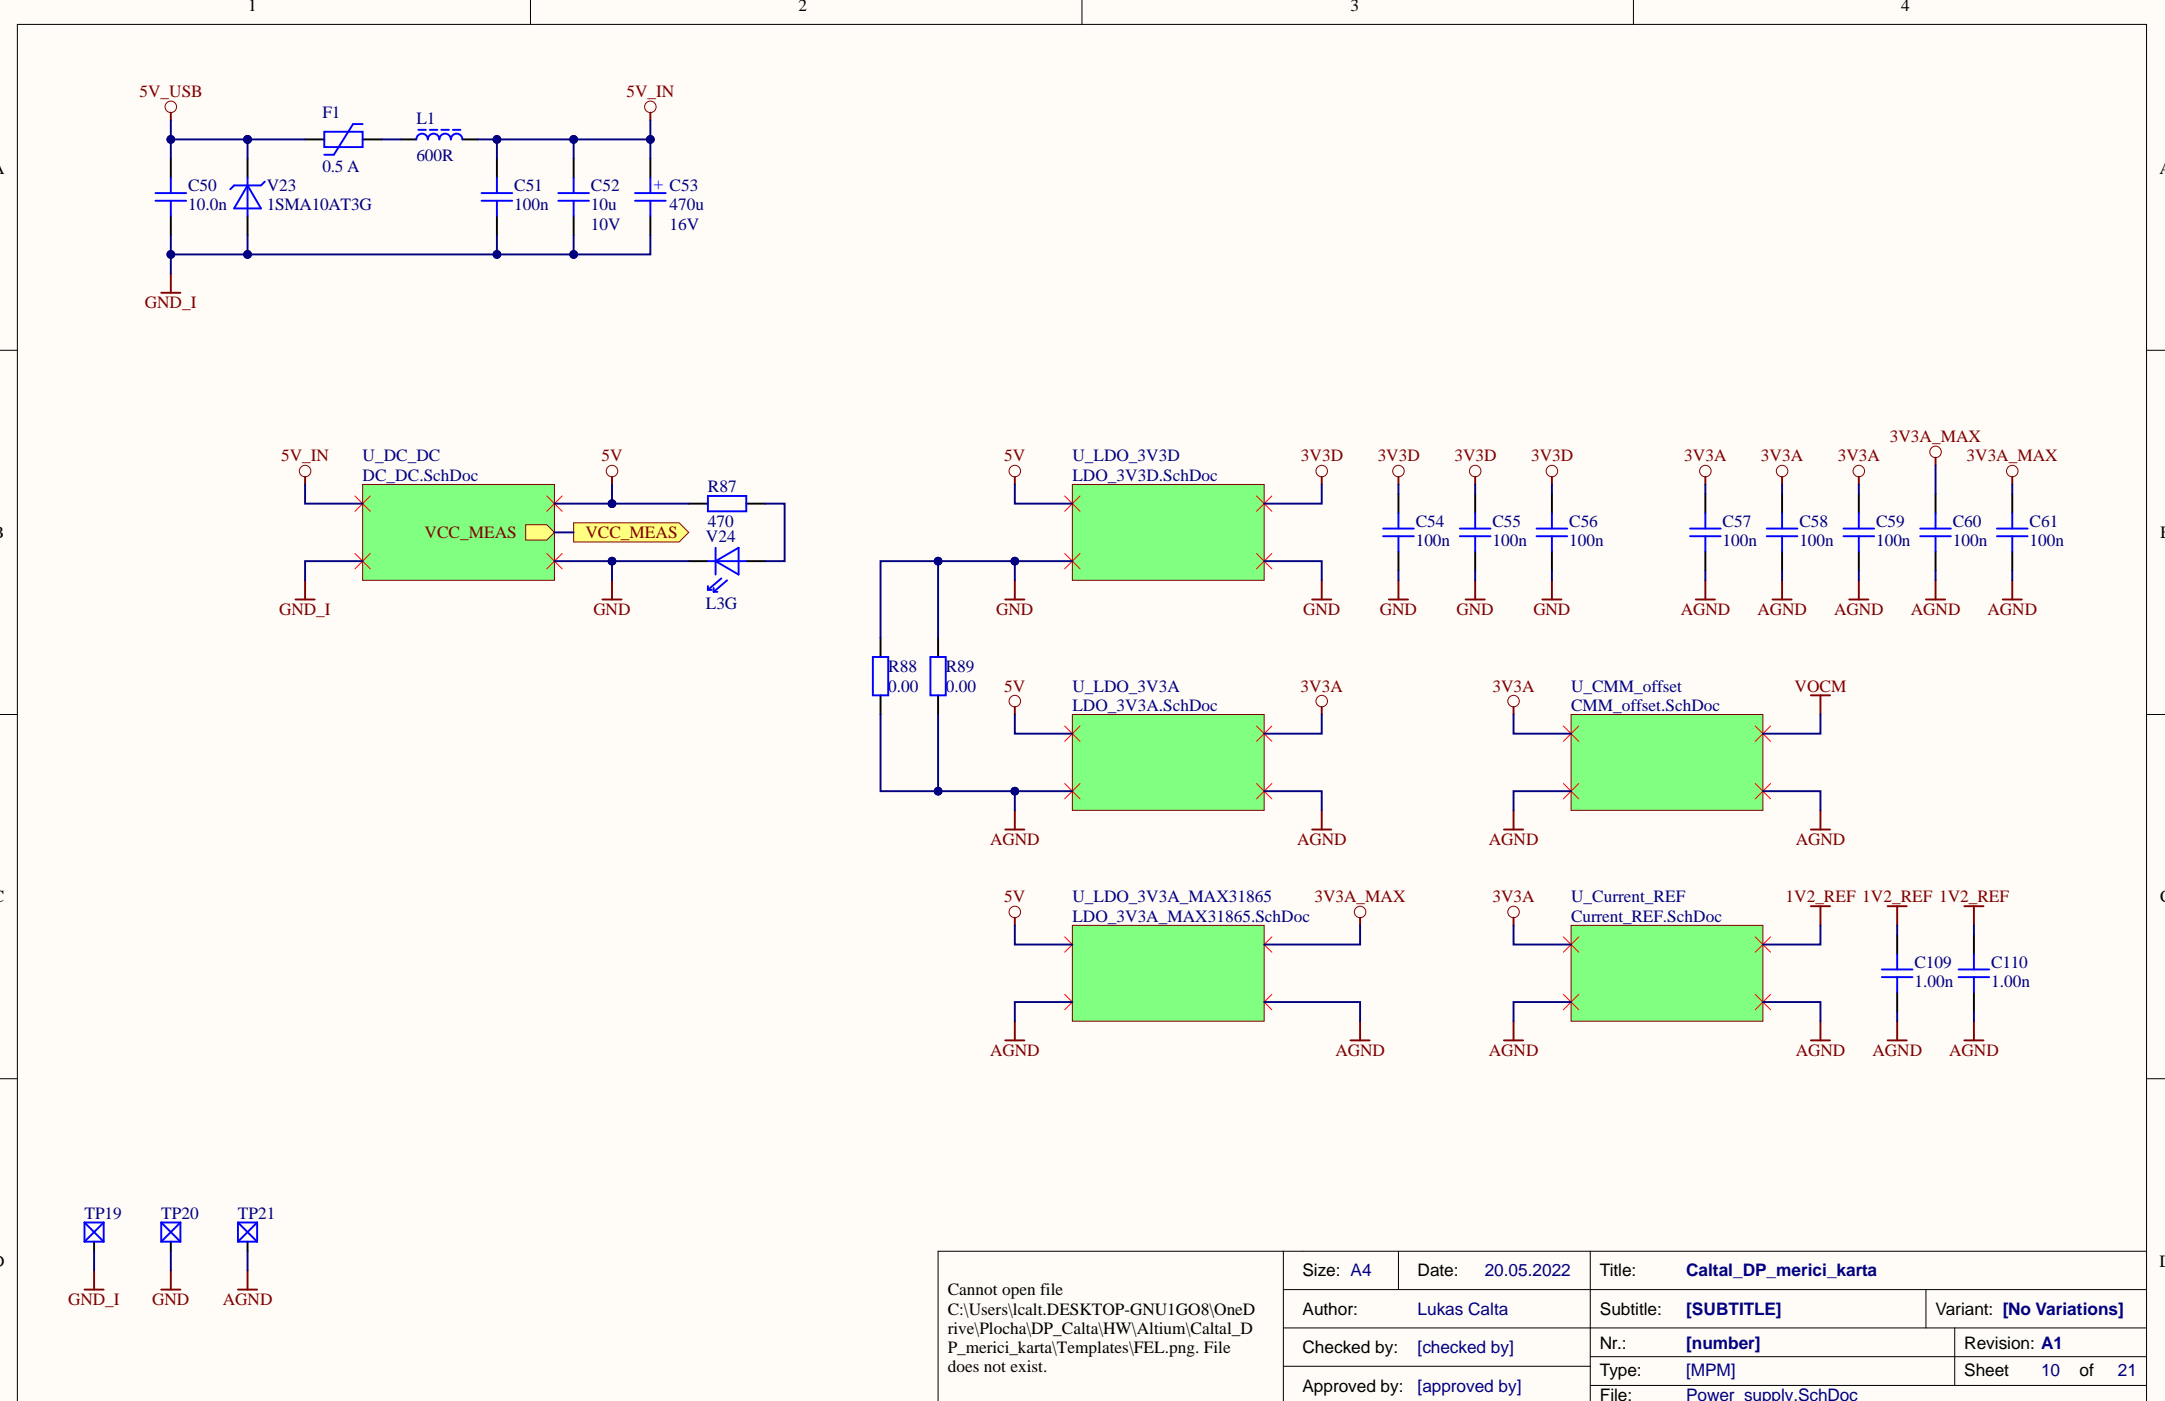 1 2 3 4
5V_USB
F1
0.5 A
L1
600R
5V_IN
C50
10.0n
V23
1SMA10AT3G
C51
100n
C52
10u
10V
+ C53
470u
16V
GND_I
A A
5V_IN
U_DC_DC
DC_DC.SchDoc
5V
VCC_MEAS
VCC_MEAS
R87
470
V24
L3G
GND_I
GND
5V
U_LDO_3V3D
LDO_3V3D.SchDoc
3V3D
GND
GND
3V3D 3V3D 3V3D
C54
100n
C55
100n
C56
100n
GND GND GND
3V3A 3V3A 3V3A 3V3A_MAX 3V3A_MAX
C57
100n
C58
100n
C59
100n
C60
100n
C61
100n
AGND AGND AGND AGND AGND
B
R88
0.00
R89
0.00
5V
U_LDO_3V3A
LDO_3V3A.SchDoc
3V3A
AGND
AGND
3V3A
U_CMM_offset
CMM_offset.SchDoc
VOCM
AGND
AGND
5V
U_LDO_3V3A_MAX31865
LDO_3V3A_MAX31865.SchDoc
3V3A_MAX
AGND
AGND
3V3A
U_Current_REF
Current_REF.SchDoc
1V2_REF 1V2_REF 1V2_REF
C109
1.00n
C110
1.00n
AGND
AGND AGND AGND
C
TP19 TP20 TP21
GND_I GND AGND
D
Cannot open file
C:\Users\lcalt.DESKTOP-GNU1GO8\OneD
rive\Plocha\DP_Calta\HW\Altium\Caltal_D
P_merici_karta\Templates\FEL.png. File
does not exist.
Size: A4 Date: 20.05.2022 Title: Caltal_DP_merici_karta
Author: Lukas Calta Subtitle: [SUBTITLE] Variant: [No Variations]
Checked by: [checked by] Nr.: [number] Revision: A1
Type: [MPM] Sheet 10 of 21
Approved by: [approved by]
File: Power_supply.SchDoc